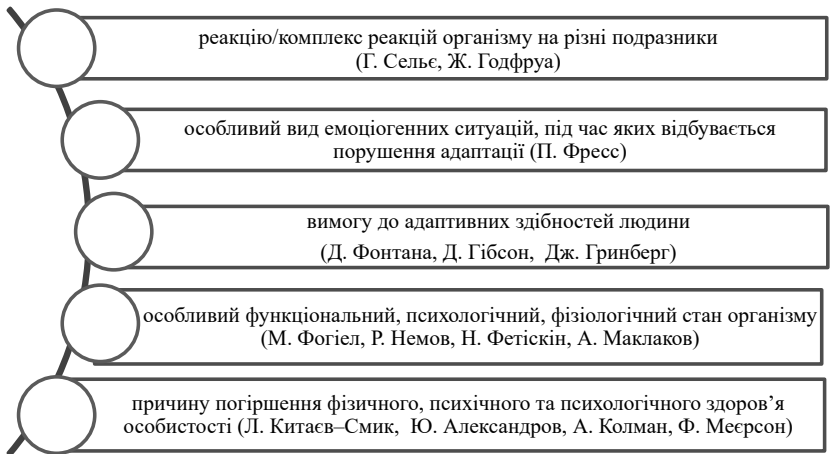 реакцію/комплекс реакцій організму на різні подразники
(Г. Сельє, Ж. Годфруа)
особливий вид емоціогенних ситуацій, під час яких відбувається
порушення адаптації (П. Фресс)
вимогу до адаптивних здібностей людини
(Д. Фонтана, Д. Гібсон, Дж. Гринберг)
особливий функціональний, психологічний, фізіологічний стан організму
(М. Фогіел, Р. Немов, Н. Фетіскін, А. Маклаков)
причину погіршення фізичного, психічного та психологічного здоров’я
особистості (Л. Китаєв–Смик, Ю. Александров, А. Колман, Ф. Меєрсон)